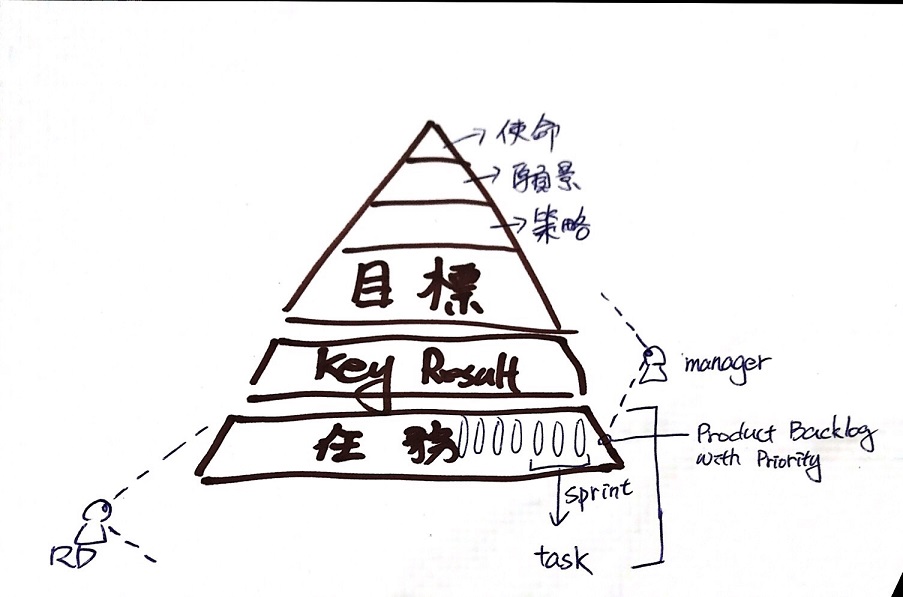 使命
願景
策略
目標
Key Result
manager
任務
Product Backlog
with Priority
sprint
task
RD